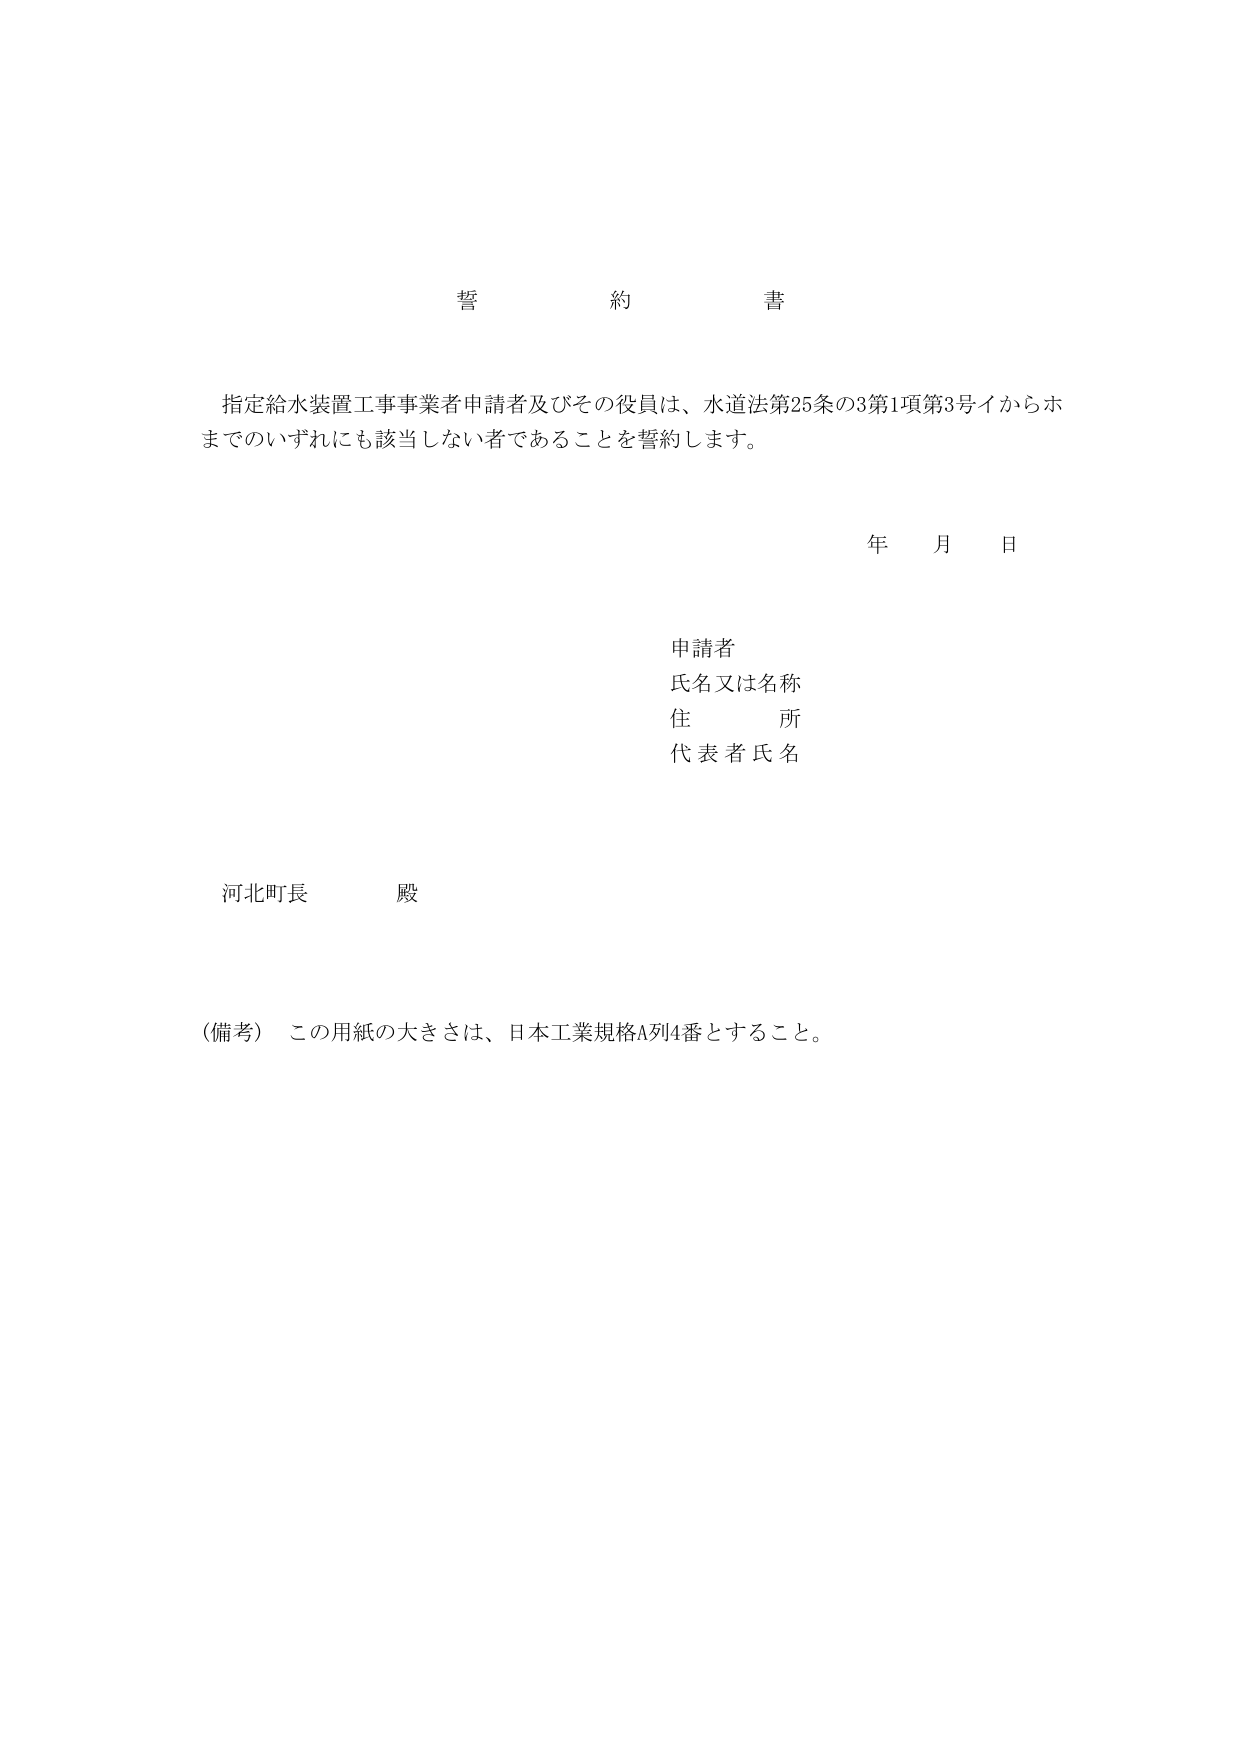 誓　　　　　　約　　　　　　書
指定給水装置工事事業者申請者及びその役員は、水道法第25条の3第1項第3号イからホ
までのいずれにも該当しない者であることを誓約します。
年　　月　　日
申請者
氏名又は名称
住　　　　所
代表者氏名
河北町長　　　　殿
（備考）　この用紙の大きさは、日本工業規格A列4番とすること。